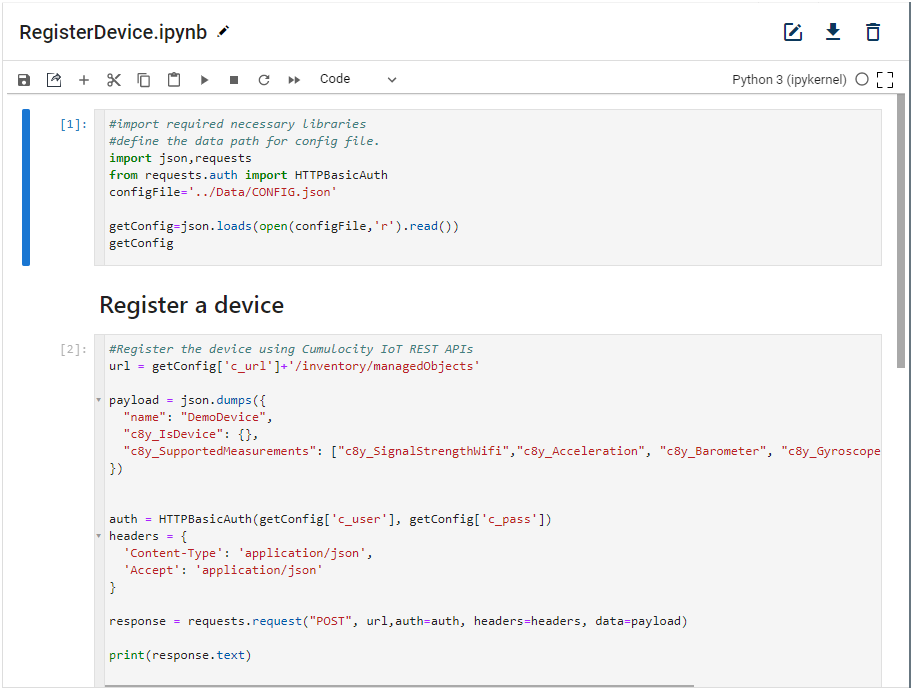 RegisterDevice.ipynb
Code
Python 3 (ipykernel)
[1]:
#import required necessary libraries
#define the data path for config file.
import json,requests
from requests.auth import HTTPBasicAuth
configFile='../Data/CONFIG.json'
getConfig=json.loads(open(configFile,'r').read())
getConfig
Register a device
[2]:
#Register the device using Cumulocity IoT REST APIs
url = getConfig['c_url']+'/inventory/managedObjects'
payload = json.dumps({
"name": "DemoDevice",
"c8y_IsDevice": {},
"c8y_SupportedMeasurements": ["c8y_SignalStrengthWifi","c8y_Acceleration", "c8y_Barometer", "c8y_Gyroscope
})
auth = HTTPBasicAuth(getConfig['c_user'], getConfig['c_pass'])
headers = {
'Content-Type': 'application/json',
'Accept': 'application/json'
}
response = requests.request("POST", url,auth=auth, headers=headers, data=payload)
print(response.text)